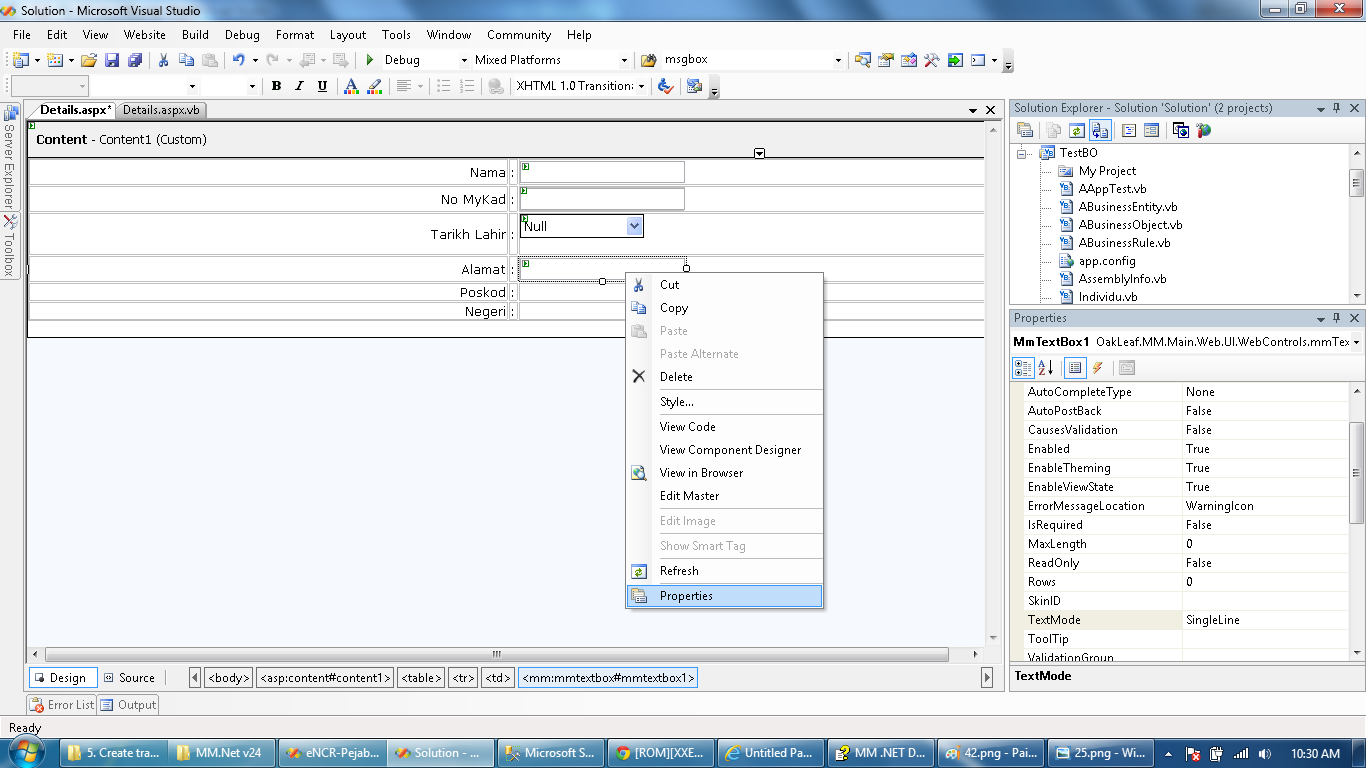 Solution - Microsoft Visual Studio
File Edit View Website Build Debug Format Layout Tools Window Community Help
Debug Mixed Platforms msgbox
B I U A XHTML 1.0 Transition:
Server Explorer
Toolbox
Details.aspx* Details.aspx.vb
Content - Content1 (Custom)
Nama :
No MyKad :
Tarikh Lahir : Null
Alamat :
Poskod :
Negeri :
Cut
Copy
Paste
Paste Alternate
Delete
Style...
View Code
View Component Designer
View in Browser
Edit Master
Edit Image
Show Smart Tag
Refresh
Properties
Design Source <body> <asp:content#content1> <table> <tr> <td> <mm:mmtextbox#mmtextbox1>
Error List Output
Ready
Solution Explorer - Solution 'Solution' (2 projects)
TestBO
My Project
AAppTest.vb
ABusinessEntity.vb
ABusinessObject.vb
ABusinessRule.vb
app.config
AssemblyInfo.vb
Individu.vb
Properties
MmTextBox1 OakLeaf.MM.Main.Web.UI.WebControls.mmTex
AutoCompleteType None
AutoPostBack False
CausesValidation False
Enabled True
EnableTheming True
EnableViewState True
ErrorMessageLocation WarningIcon
IsRequired False
MaxLength 0
ReadOnly False
Rows 0
SkinID
TextMode SingleLine
ToolTip
ValidationGroup
TextMode
5. Create tra... MM.Net v24 eNCR-Pejab... Solution - ... Microsoft S... [ROM][XXE... Untitled Pa... MM .NET D... 42.png - Pai... 25.png - Wi... 10:30 AM